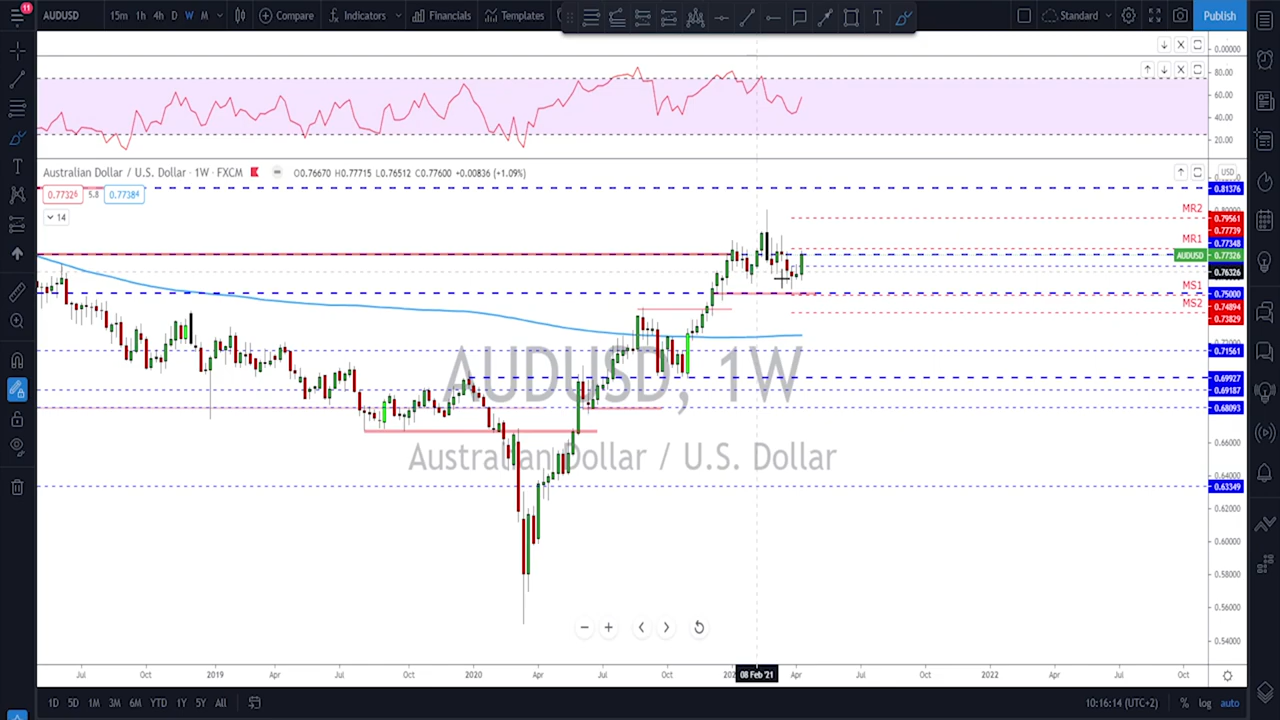 11
AUDUSD 15m 1h 4h D W M Compare Indicators Financials Templates Standard Publish
0.00000
80.00
60.00
40.00
20.00
Australian Dollar / U.S. Dollar · 1W · FXCM O0.76670 H0.77715 L0.76512 C0.77600 +0.00836 (+1.09%) USD
0.77326 5.8 0.77384
0.81376
14
MR2
0.79561
0.77739
MR1
0.77348
AUDUSD 0.77326
0.76326
MS1
0.75000
MS2
0.74894
0.73829
0.71561
AUDUSD, 1W
0.69927
0.69187
0.68093
0.66000
Australian Dollar / U.S. Dollar
0.64000
0.63349
0.62000
0.60000
0.58000
0.56000
0.54000
Jul Oct 2019 Apr Jul Oct 2020 Apr Jul Oct 08 Feb '21 Apr Jul Oct 2022 Apr Jul Oct
1D 5D 1M 3M 6M YTD 1Y 5Y All 10:16:14 (UTC+2) % log auto